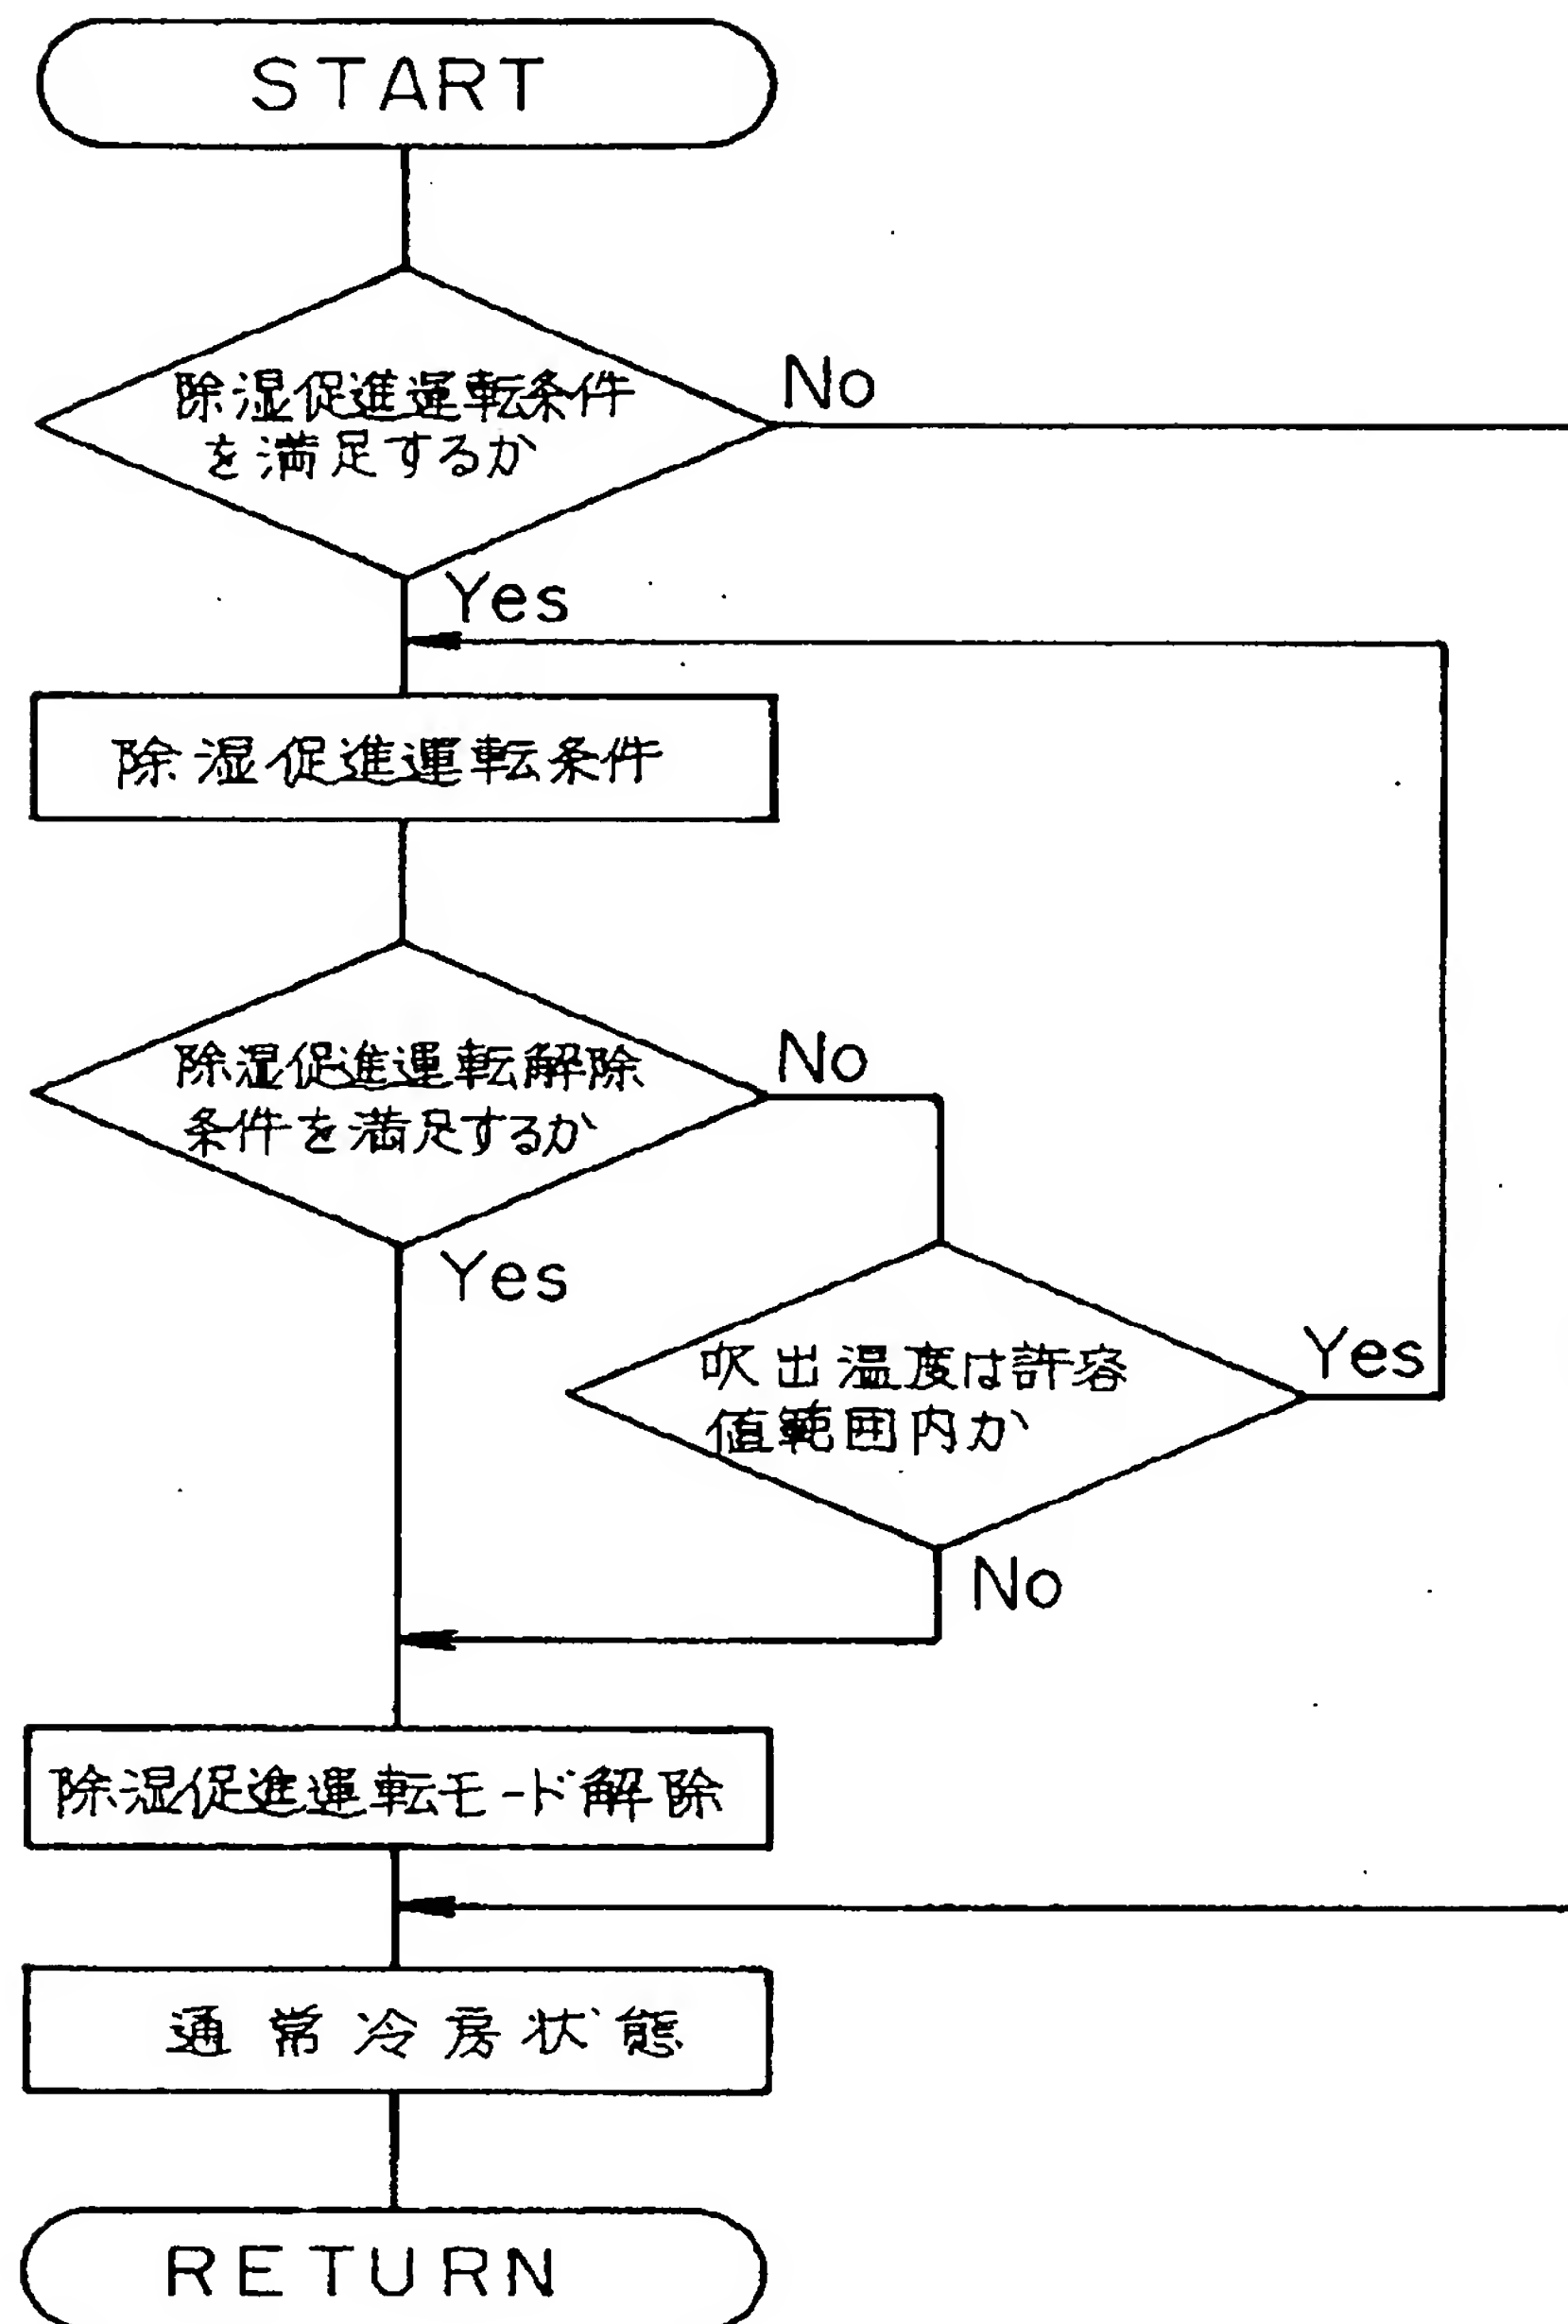 START
除湿促進運転条件
を満足するか
No
Yes
除湿促進運転条件
除湿促進運転解除
条件を満足するか
No
Yes
吹出温度は許容
値範囲内か
Yes
No
除湿促進運転モード解除
通常冷房状態
RETURN